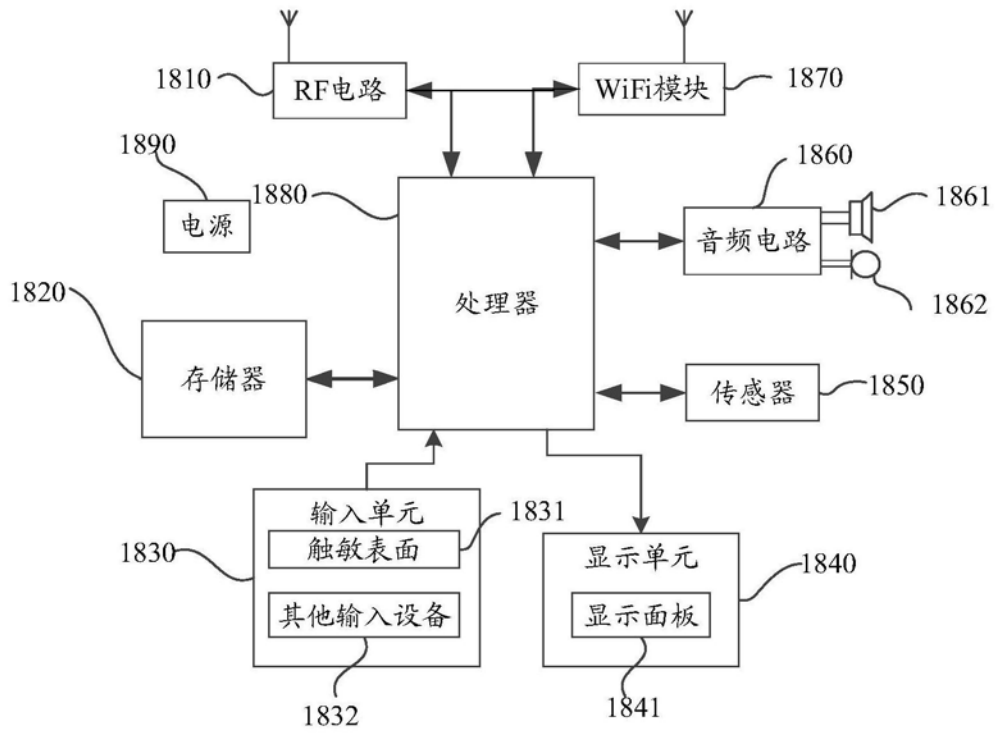 1810
RF电路
WiFi模块
1870
1890
电源
1880
1860
1861
音频电路
1862
1820
处理器
存储器
传感器
1850
输入单元
1831
1830
触敏表面
其他输入设备
1832
显示单元
1840
显示面板
1841